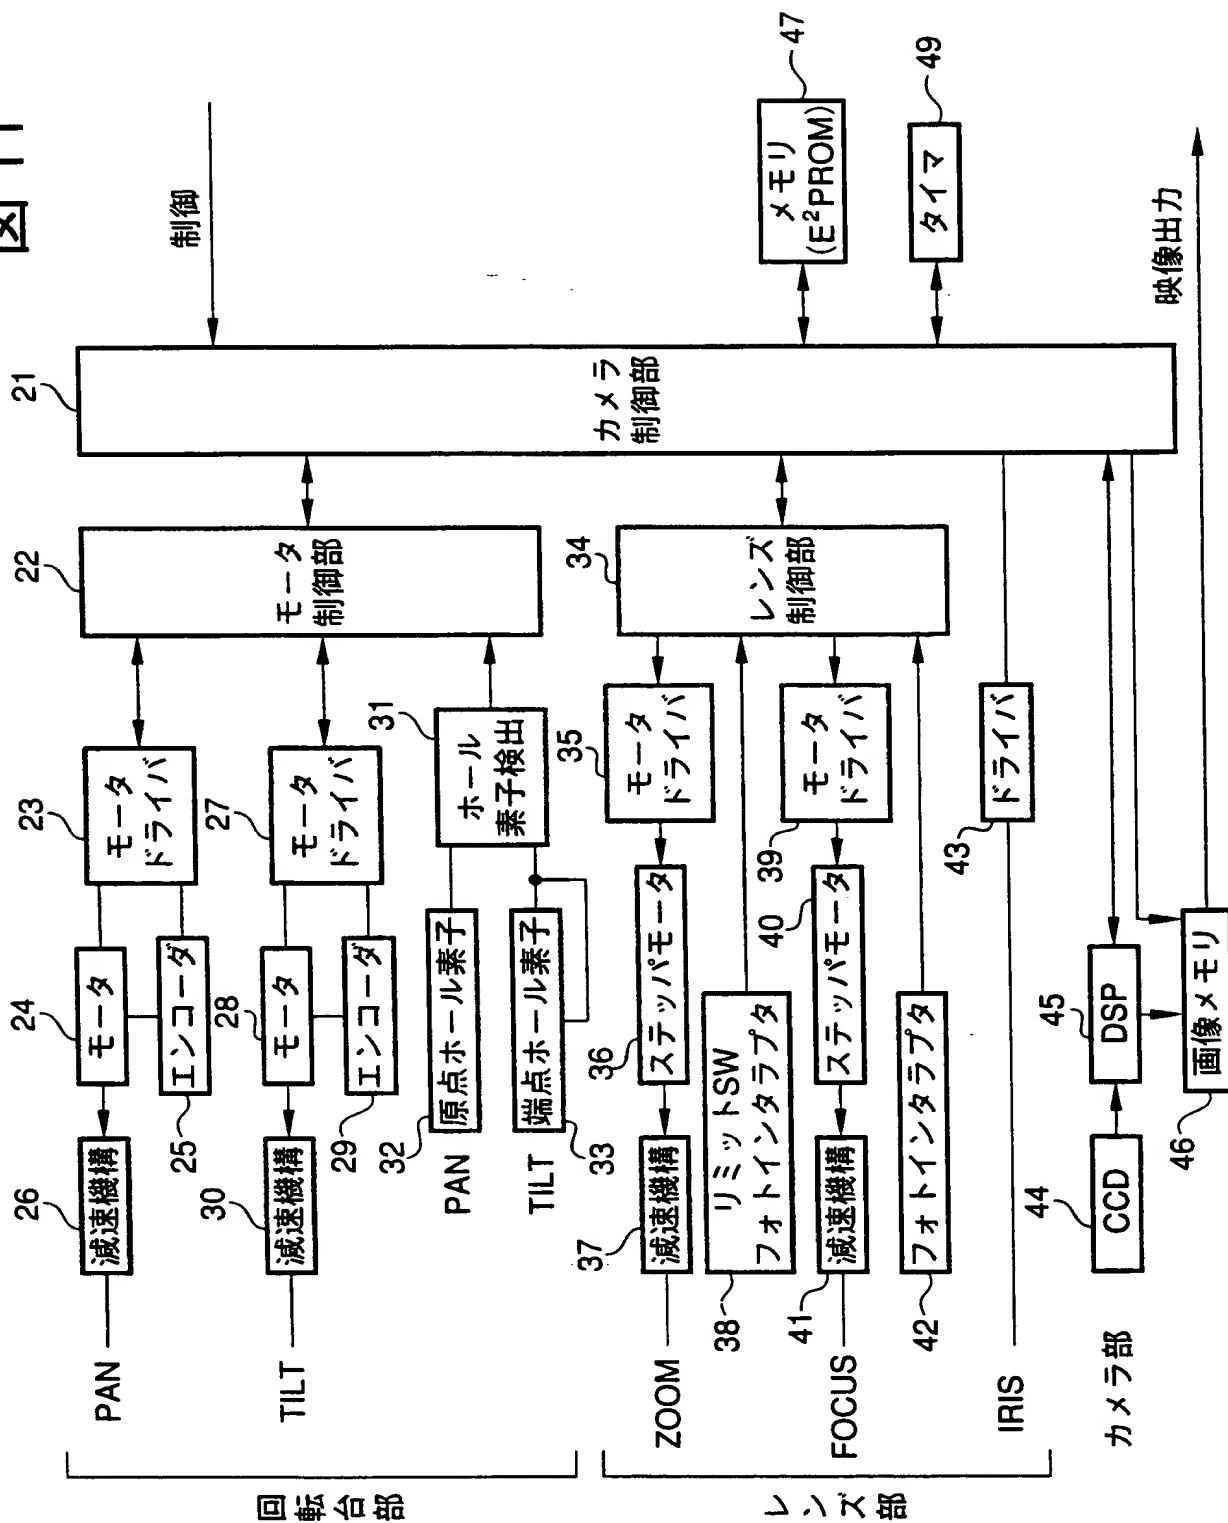 図 11
回転台部
PAN
26
減速機構
24
モータ
25
エンコーダ
23
モータ
ドライバ
TILT
30
減速機構
28
モータ
29
エンコーダ
27
モータ
ドライバ
PAN
32
原点ホール素子
TILT
33
端点ホール素子
31
ホール
素子検出
22
モータ
制御部
21
カメラ
制御部
制御
レンズ部
ZOOM
37
減速機構
36
ステッパモータ
35
モータ
ドライバ
38
リミットSW
フォトインタラプタ
FOCUS
41
減速機構
40
ステッパモータ
39
モータ
ドライバ
42
フォトインタラプタ
34
レンズ
制御部
IRIS
43
ドライバ
47
メモリ
(E²PROM)
49
タイマ
カメラ部
44
CCD
45
DSP
46
画像メモリ
映像出力